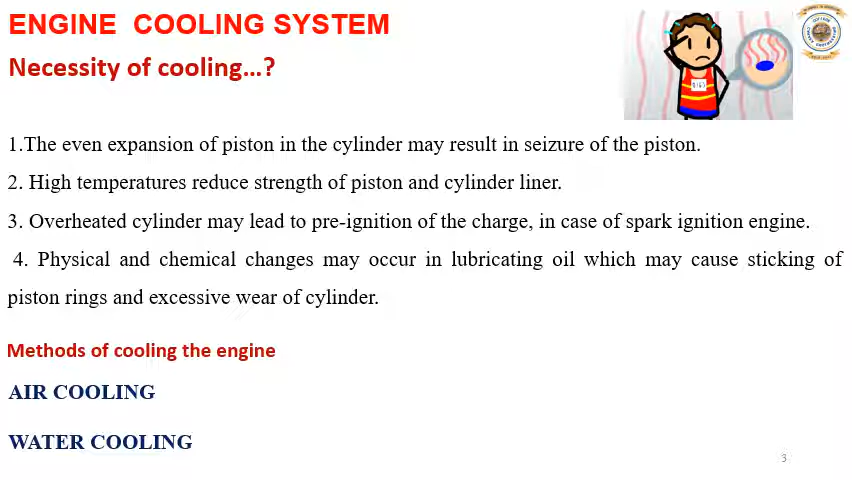 ENGINE COOLING SYSTEM
Necessity of cooling...?
1.The even expansion of piston in the cylinder may result in seizure of the piston.
2. High temperatures reduce strength of piston and cylinder liner.
3. Overheated cylinder may lead to pre-ignition of the charge, in case of spark ignition engine.
4. Physical and chemical changes may occur in lubricating oil which may cause sticking of
piston rings and excessive wear of cylinder.
Methods of cooling the engine
AIR COOLING
WATER COOLING
3